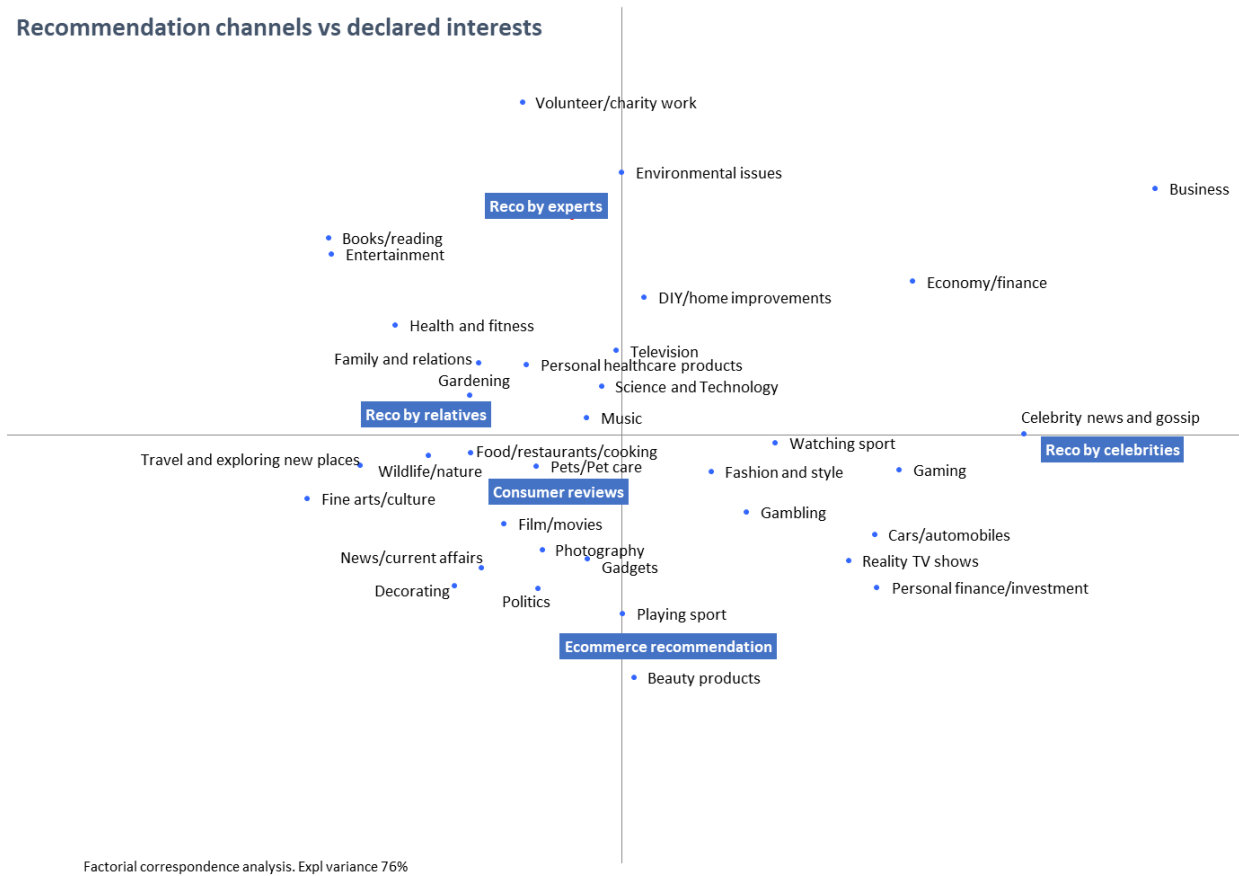 Recommendation channels vs declared interests
Volunteer/charity work
Environmental issues
Business
Reco by experts
Books/reading
Entertainment
Economy/finance
DIY/home improvements
Health and fitness
Television
Family and relations
Personal healthcare products
Gardening
Science and Technology
Reco by relatives
Music
Celebrity news and gossip
Watching sport
Reco by celebrities
Food/restaurants/cooking
Travel and exploring new places
Pets/Pet care
Wildlife/nature
Fashion and style
Gaming
Consumer reviews
Fine arts/culture
Gambling
Film/movies
Cars/automobiles
News/current affairs
Photography
Gadgets
Reality TV shows
Decorating
Politics
Personal finance/investment
Playing sport
Ecommerce recommendation
Beauty products
Factorial correspondence analysis. Expl variance 76%